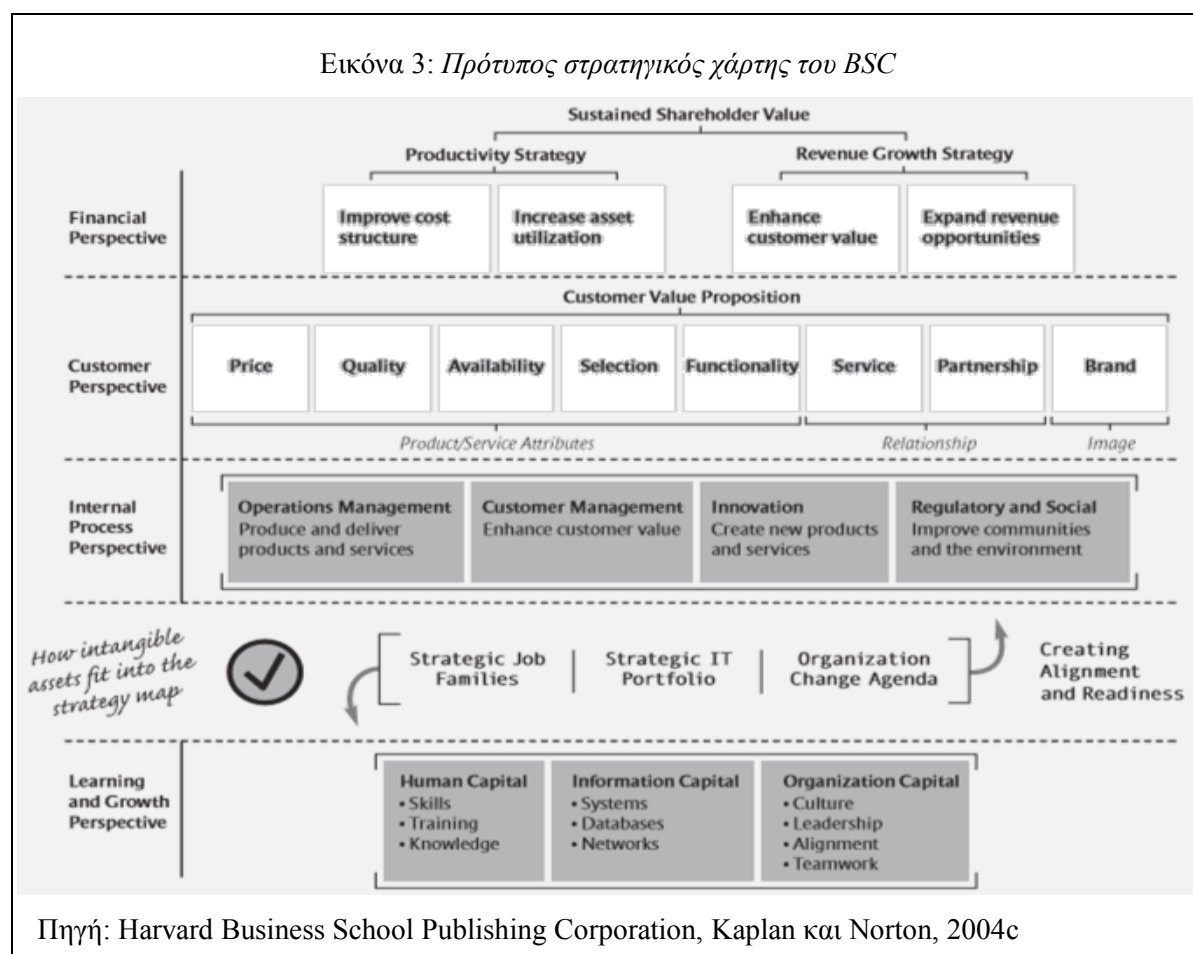 Εικόνα 3: Πρότυπος στρατηγικός χάρτης του BSC
Sustained Shareholder Value
Productivity Strategy
Revenue Growth Strategy
Financial
Perspective
Improve cost
structure
Increase asset
utilization
Enhance
customer value
Expand revenue
opportunities
Customer Value Proposition
Customer
Perspective
Price
Quality
Availability
Selection
Functionality
Service
Partnership
Brand
Product/Service Attributes
Relationship
Image
Internal
Process
Perspective
Operations Management
Produce and deliver
products and services
Customer Management
Enhance customer value
Innovation
Create new products
and services
Regulatory and Social
Improve communities
and the environment
How intangible
assets fit into the
strategy map
Strategic Job
Families
Strategic IT
Portfolio
Organization
Change Agenda
Creating
Alignment
and Readiness
Learning
and Growth
Perspective
Human Capital
• Skills
• Training
• Knowledge
Information Capital
• Systems
• Databases
• Networks
Organization Capital
• Culture
• Leadership
• Alignment
• Teamwork
Πηγή: Harvard Business School Publishing Corporation, Kaplan και Norton, 2004c